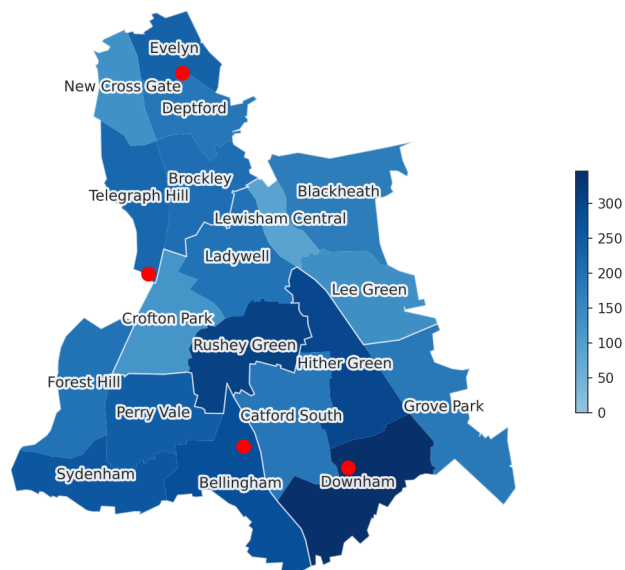 Evelyn
New Cross Gate
Deptford
Brockley
Telegraph Hill
Blackheath
Lewisham Central
Ladywell
Lee Green
Crofton Park
Rushey Green
Hither Green
Forest Hill
Perry Vale
Catford South
Grove Park
Sydenham
Bellingham
Downham
300
250
200
150
100
50
0